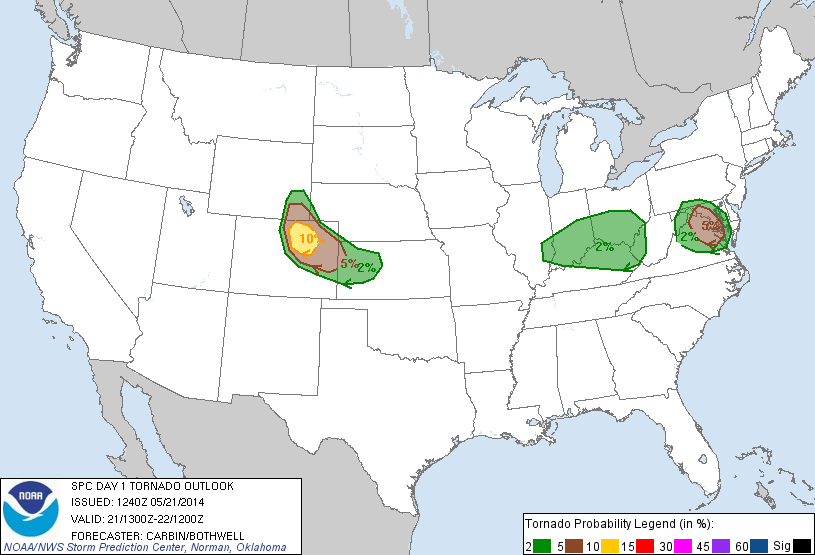 10%
5%
2%
2%
5%
2%
NOAA
SPC DAY 1 TORNADO OUTLOOK
ISSUED: 1240Z 05/21/2014
VALID: 21/1300Z-22/1200Z
FORECASTER: CARBIN/BOTHWELL
NOAA/NWS Storm Prediction Center, Norman, Oklahoma
Tornado Probability Legend (in %):
2 5 10 15 30 45 60 Sig